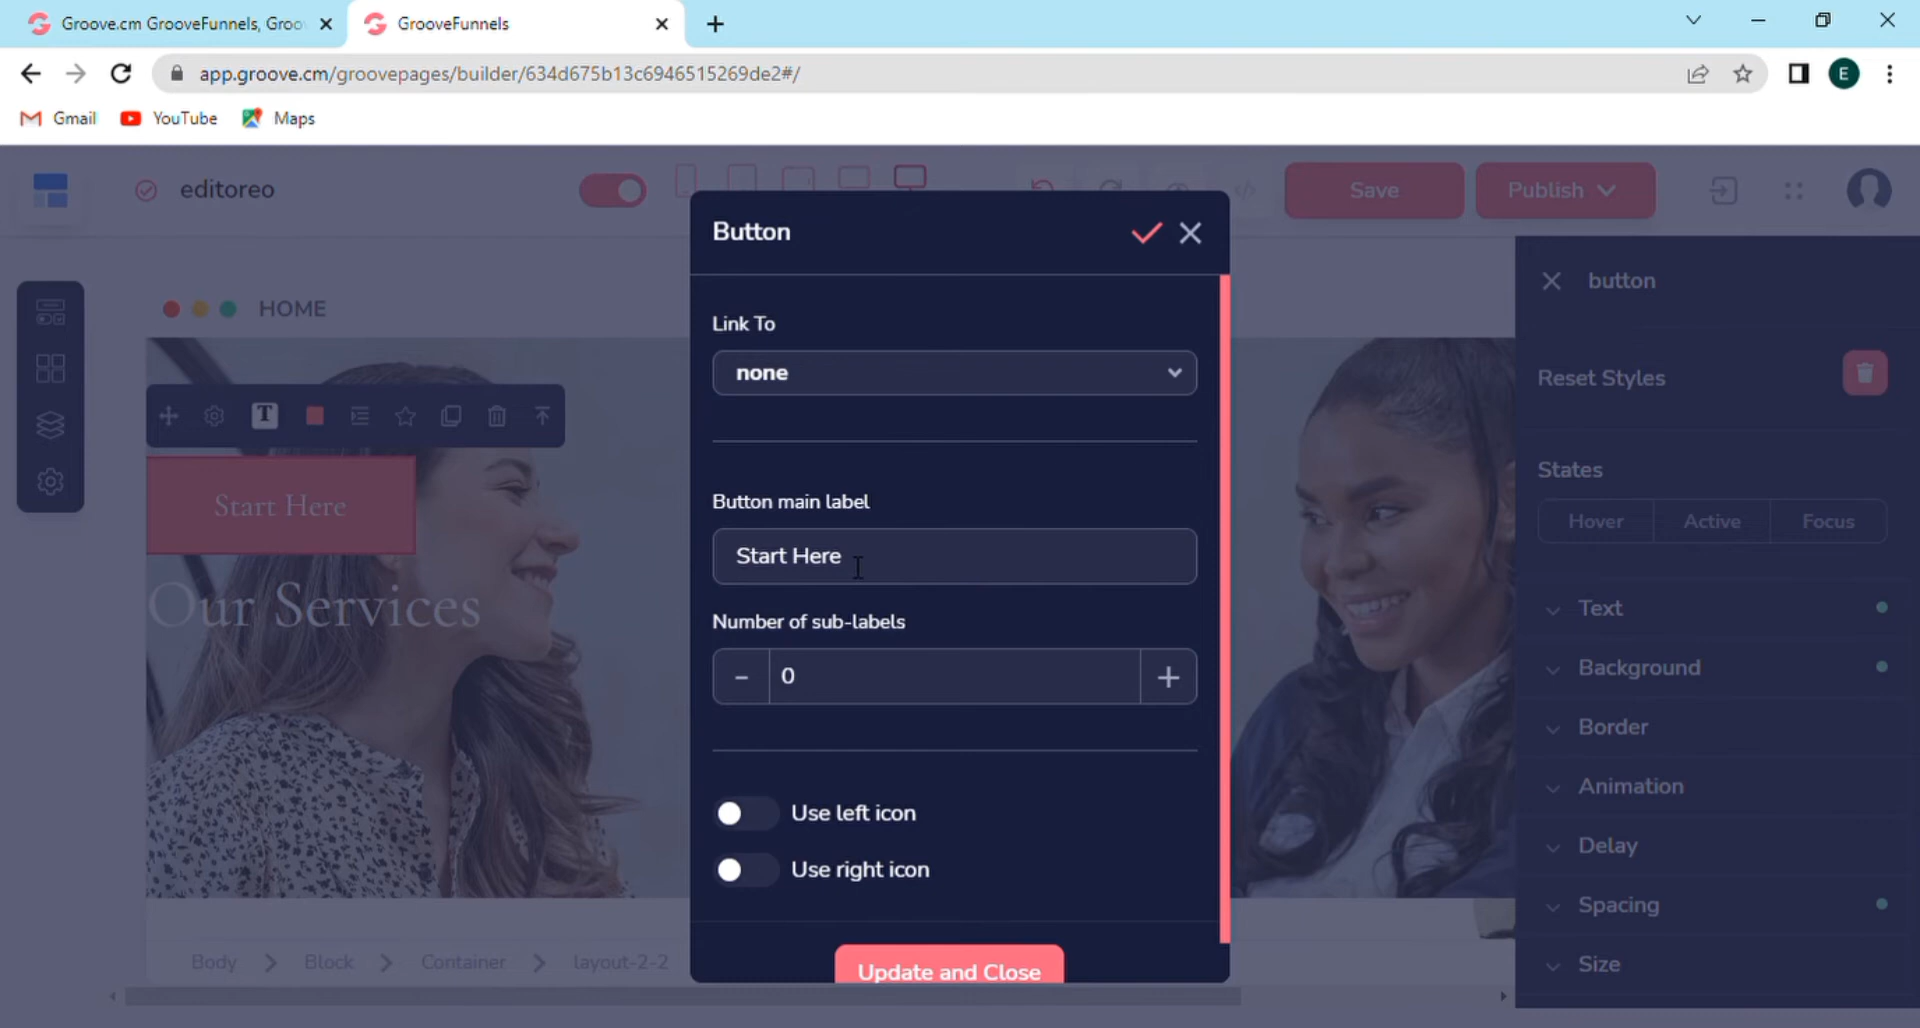 Groove.cm GrooveFunnels, Groo
GrooveFunnels
app.groove.cm/groovepages/builder/634d675b13c6946515269de2#/
E
Gmail
YouTube
Maps
editoreo
Save
Publish
Button
Link To
none
Button main label
Start Here
Number of sub-labels
-
0
+
Use left icon
Use right icon
Update and Close
HOME
T
Start Here
Our Services
Body
Block
Container
layout-2-2
button
Reset Styles
States
Hover
Active
Focus
Text
Background
Border
Animation
Delay
Spacing
Size